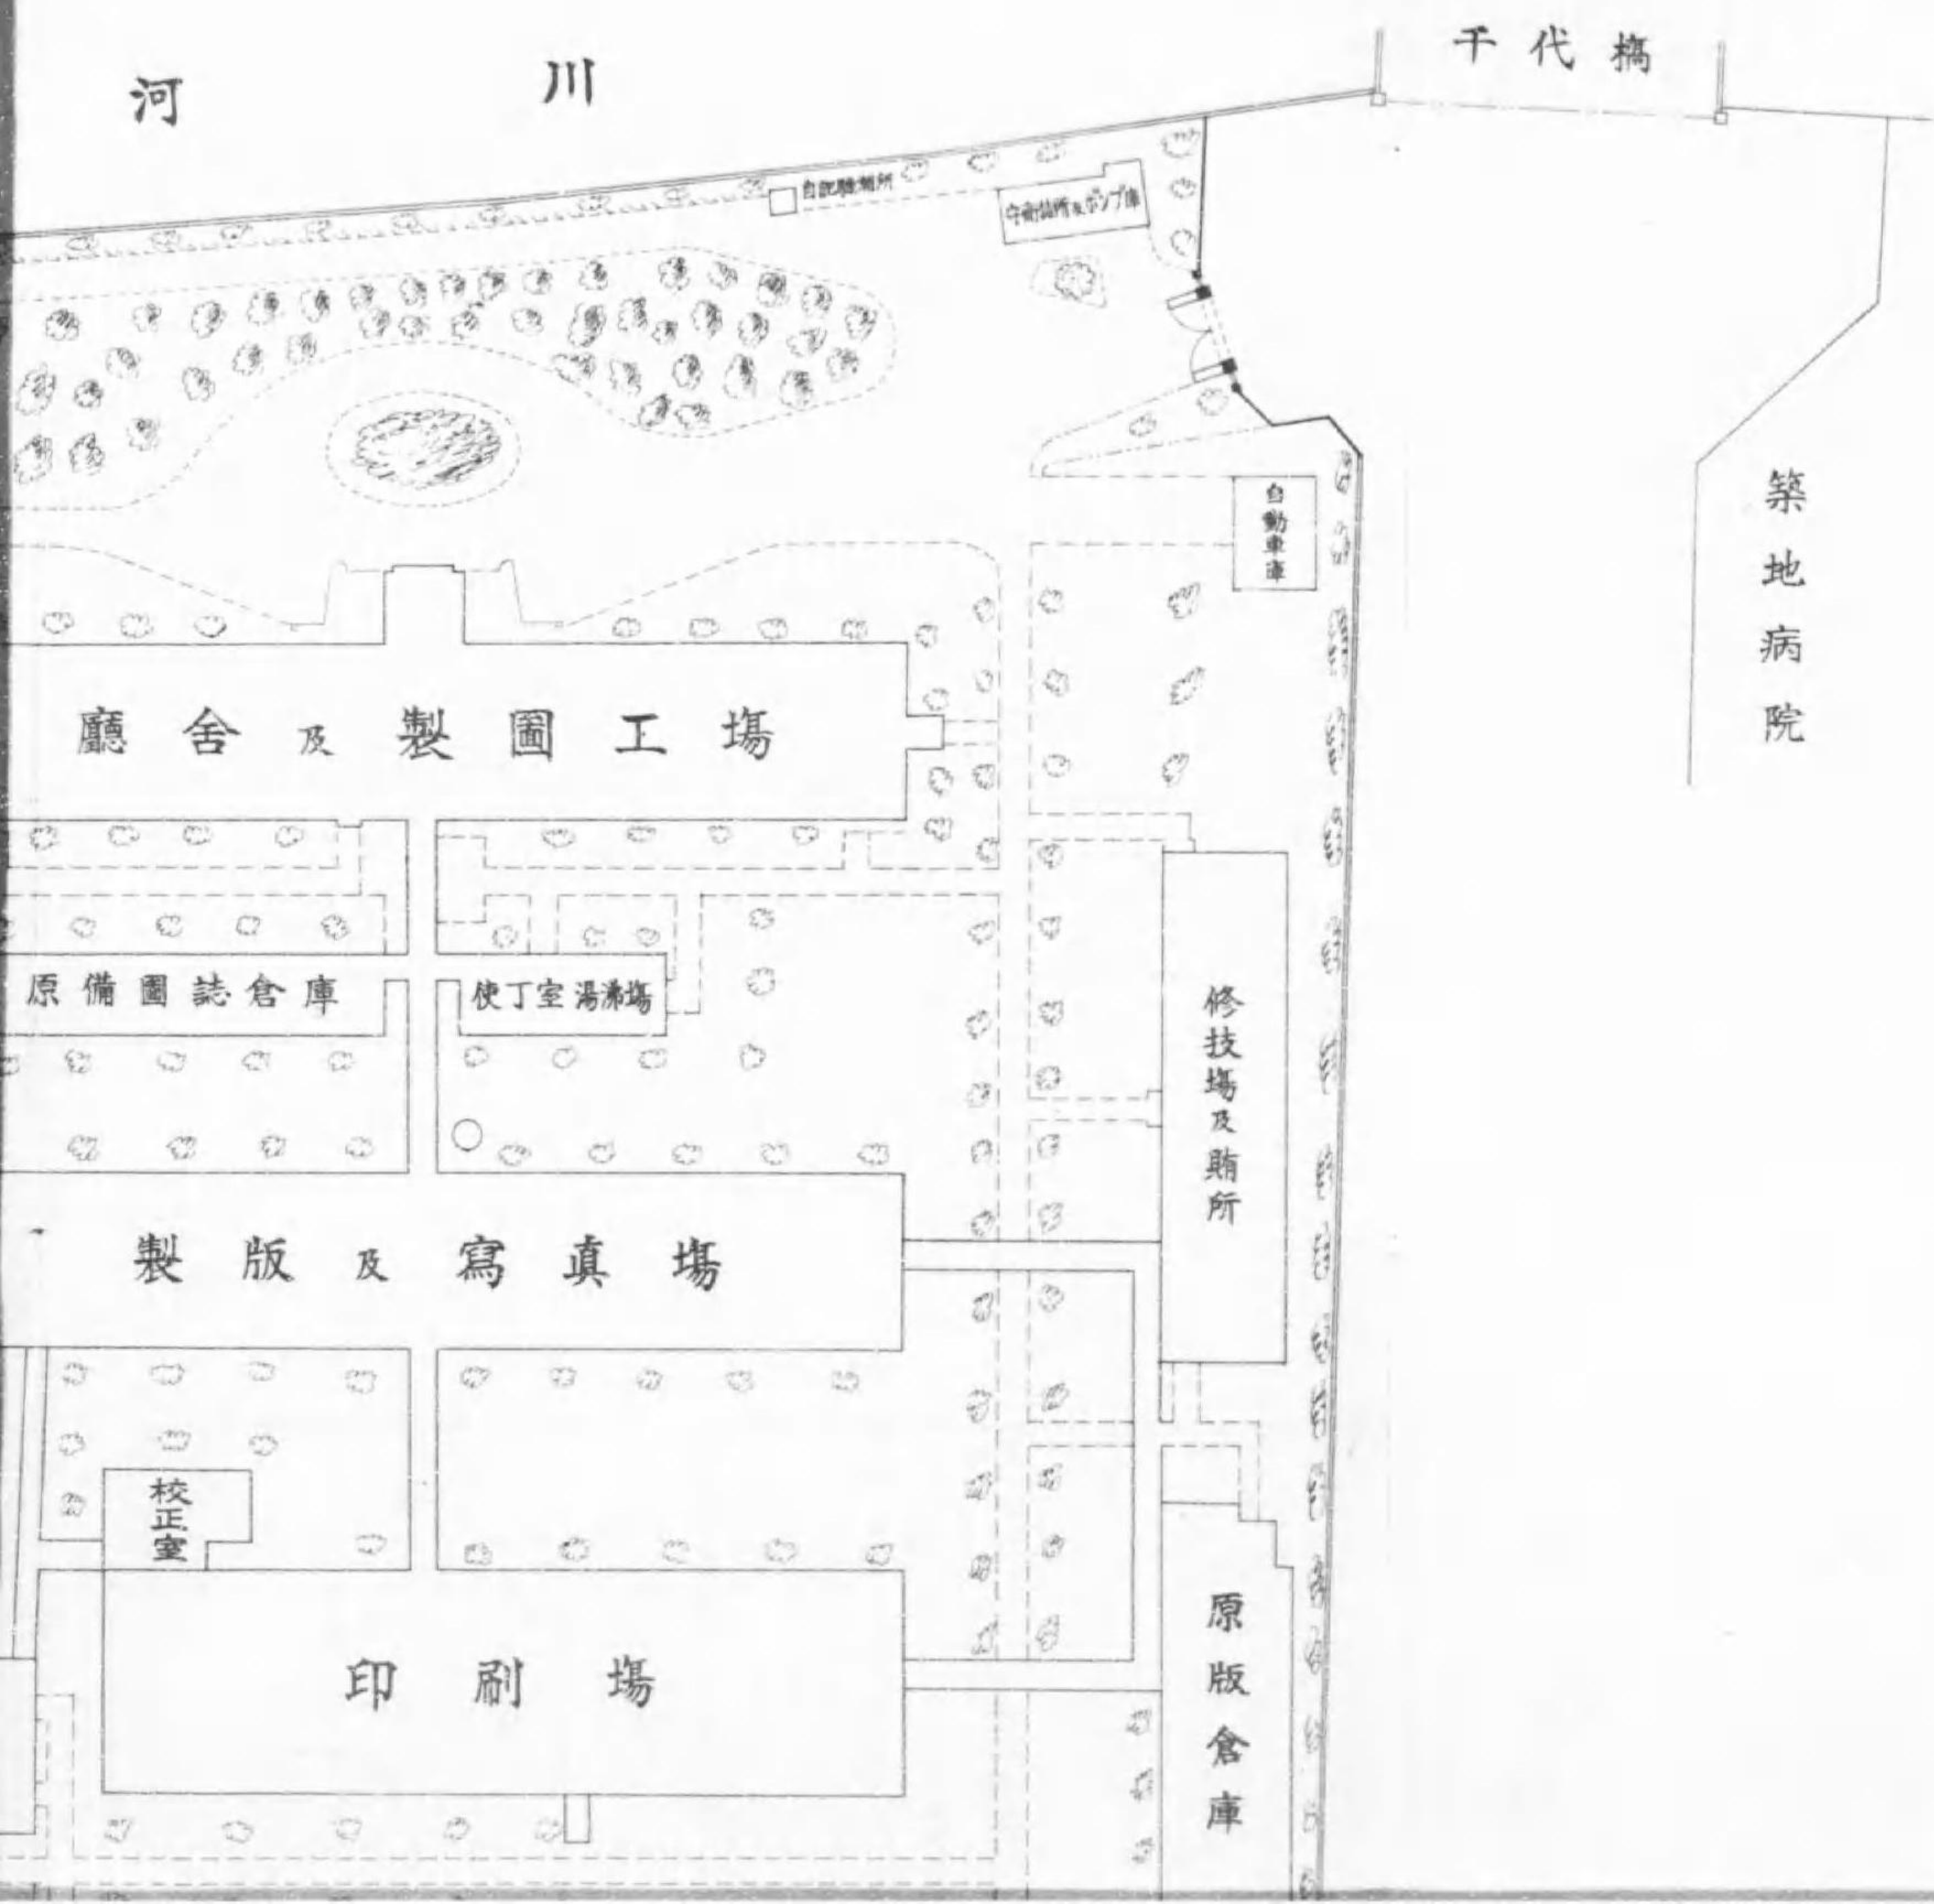 河川
千代橋
自記驗潮所
守衛詰所及ポンプ庫
自動車庫
築地病院
廳舍及製圖工場
原備圖誌倉庫
使丁室湯沸場
修技場及賄所
製版及寫真場
校正室
印刷場
原版倉庫